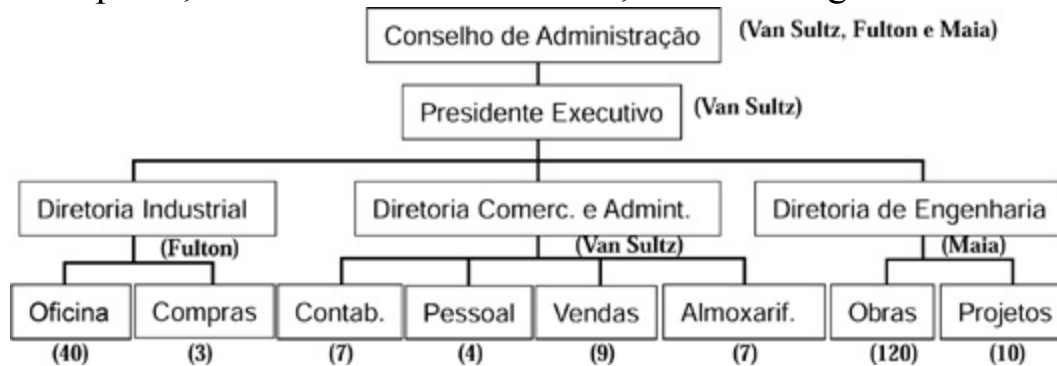 Conselho de Administração (Van Sultz, Fulton e Maia)
Presidente Executivo (Van Sultz)
Diretoria Industrial Diretoria Comerc. e Admint. Diretoria de Engenharia
(Fulton) (Van Sultz) (Maia)
Oficina Compras Contab. Pessoal Vendas Almoxarif. Obras Projetos
(40) (3) (7) (4) (9) (7) (120) (10)